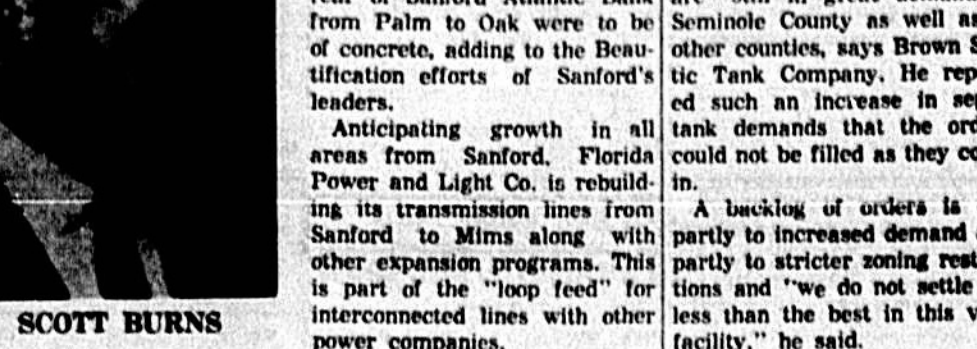 SCOTT BURNS
from Palm to Oak were to be
of concrete, adding to the Beau-
tification efforts of Sanford's
leaders.
Anticipating growth in all
areas from Sanford, Florida
Power and Light Co. is rebuild-
ing its transmission lines from
Sanford to Mims along with
other expansion programs. This
is part of the "loop feed" for
interconnected lines with other
power companies.
Seminole County as well as
other counties, says Brown S
tic Tank Company. He rep
ed such an increase in se
tank demands that the or
could not be filled as they co
in.
A backlog of orders is
partly to increased demand
partly to stricter zoning rest
tions and "we do not settle
less than the best in this v
facility," he said.